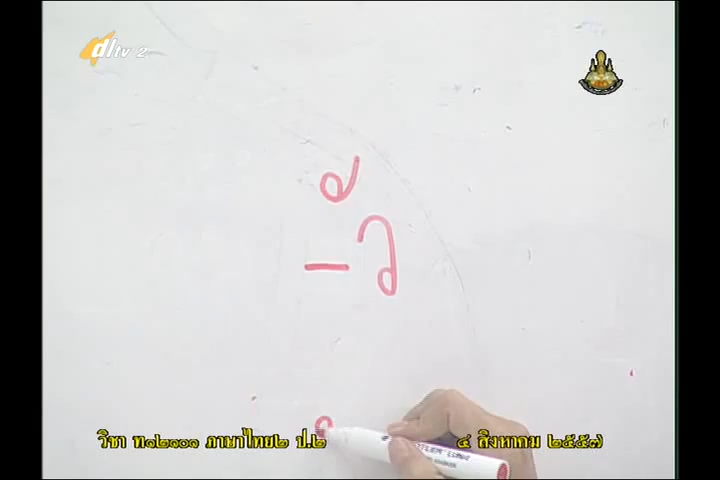 dltv 2
-ัว
วิชา ท๑๒๑๐๑ ภาษาไทย๒ ป.๒ ๔ สิงหาคม ๒๕๕๗